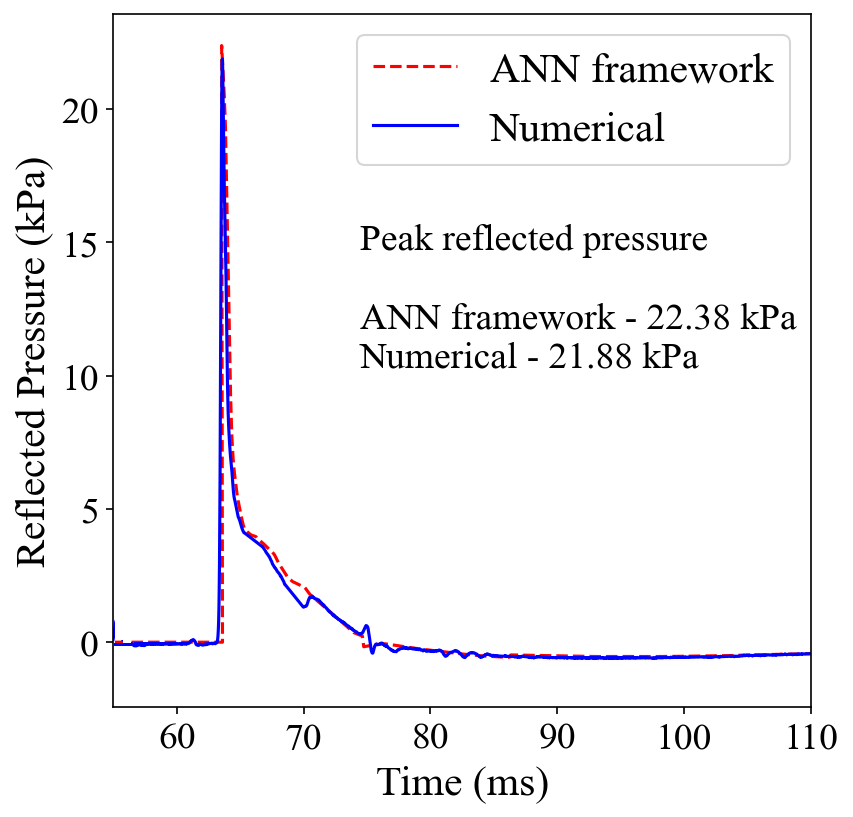 ANN framework
Numerical
Peak reflected pressure
ANN framework - 22.38 kPa
Numerical - 21.88 kPa
Reflected Pressure (kPa)
20
15
10
5
0
60 70 80 90 100 110
Time (ms)